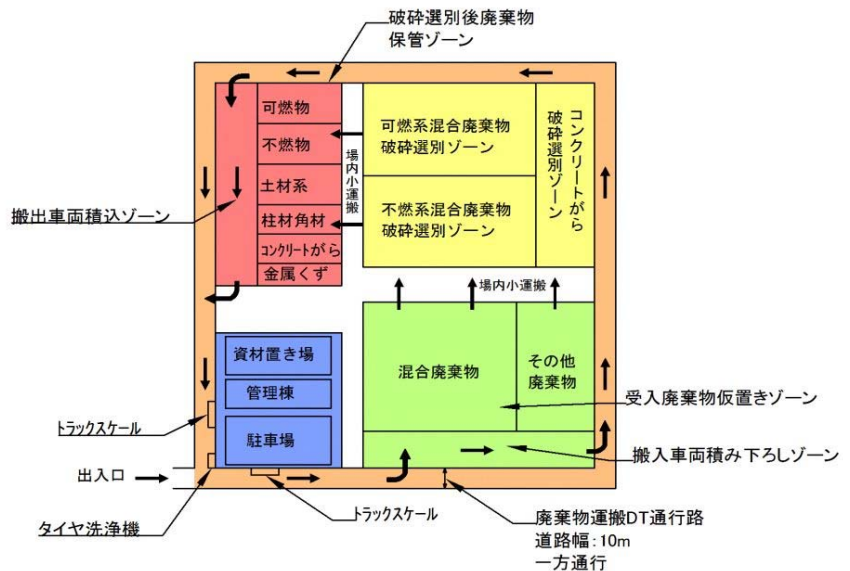 破砕選別後廃棄物
保管ゾーン
可燃物
不燃物
土材系
柱材角材
コンクリートがら
金属くず
場内小運搬
可燃系混合廃棄物
破砕選別ゾーン
不燃系混合廃棄物
破砕選別ゾーン
コンクリートがら
破砕選別ゾーン
搬出車両積込ゾーン
場内小運搬
混合廃棄物
その他
廃棄物
受入廃棄物仮置きゾーン
搬入車両積み下ろしゾーン
資材置き場
管理棟
駐車場
トラックスケール
出入口
タイヤ洗浄機
トラックスケール
廃棄物運搬DT通行路
道路幅:10m
一方通行